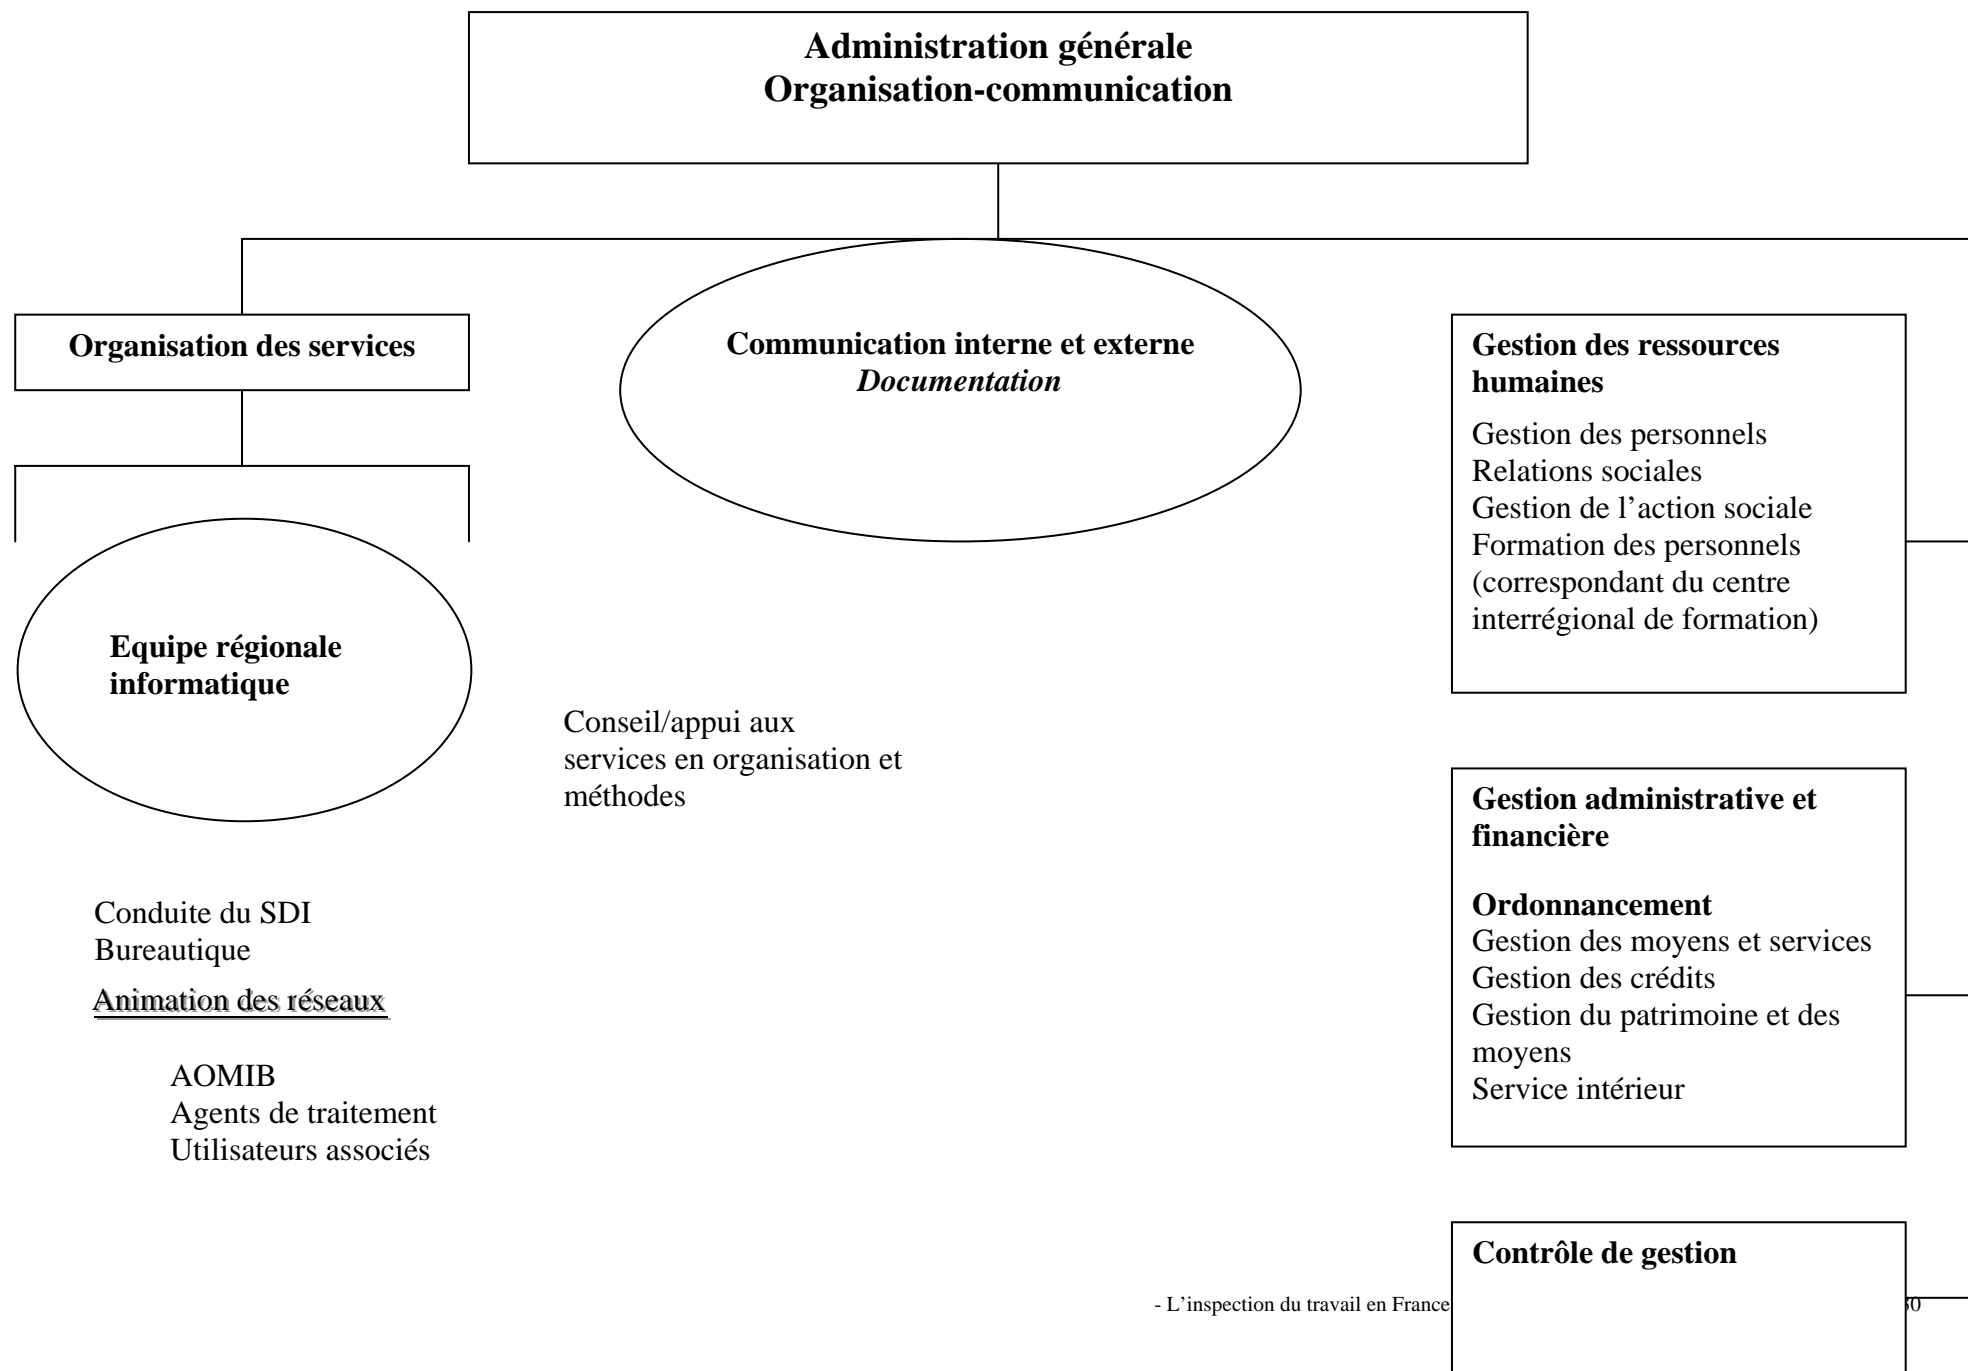 Administration générale
Organisation-communication
Organisation des services
Communication interne et externe
Documentation
Gestion des ressources
humaines
Gestion des personnels
Relations sociales
Gestion de l’action sociale
Formation des personnels
(correspondant du centre
interrégional de formation)
Equipe régionale
informatique
Conseil/appui aux
services en organisation et
méthodes
Conduite du SDI
Bureautique
Animation des réseaux
AOMIB
Agents de traitement
Utilisateurs associés
Gestion administrative et
financière
Ordonnancement
Gestion des moyens et services
Gestion des crédits
Gestion du patrimoine et des
moyens
Service intérieur
Contrôle de gestion
- L’inspection du travail en France